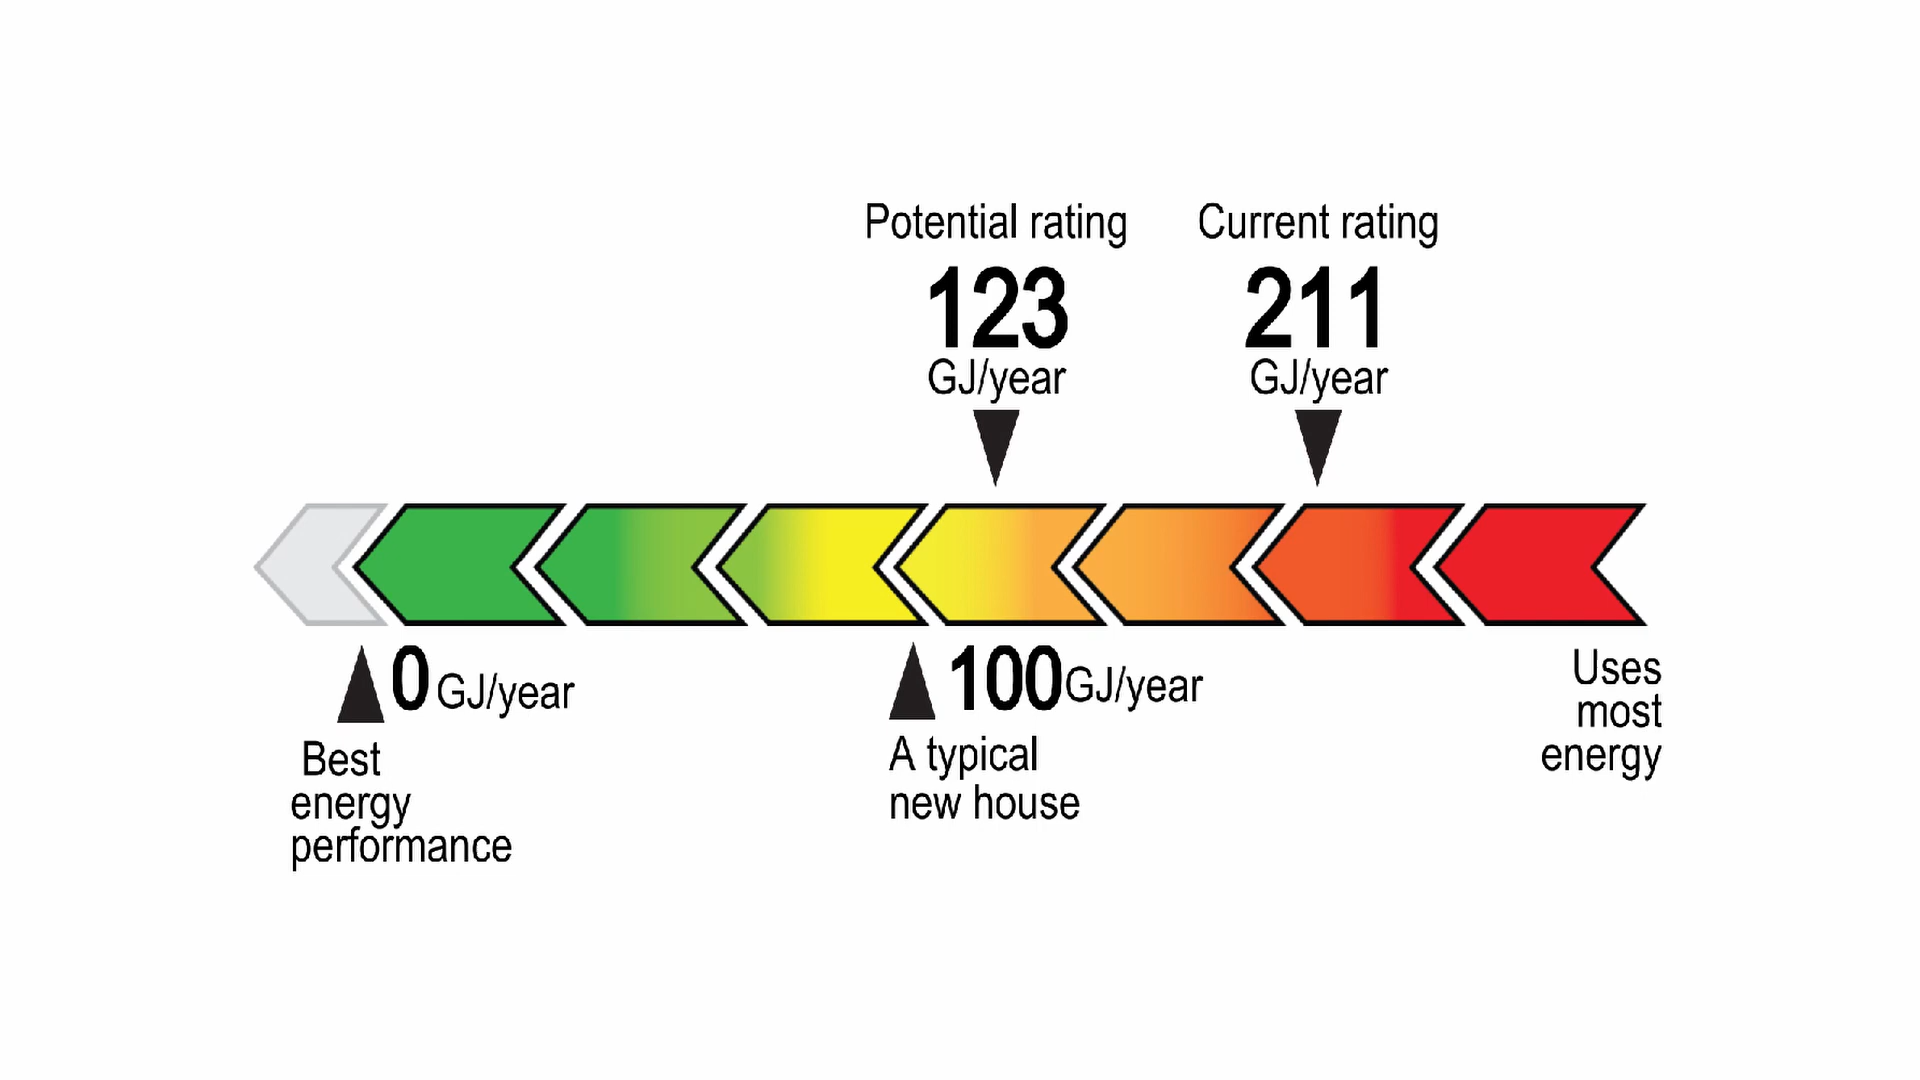 Potential rating
123
GJ/year
Current rating
211
GJ/year
0 GJ/year
Best
energy
performance
100 GJ/year
A typical
new house
Uses
most
energy